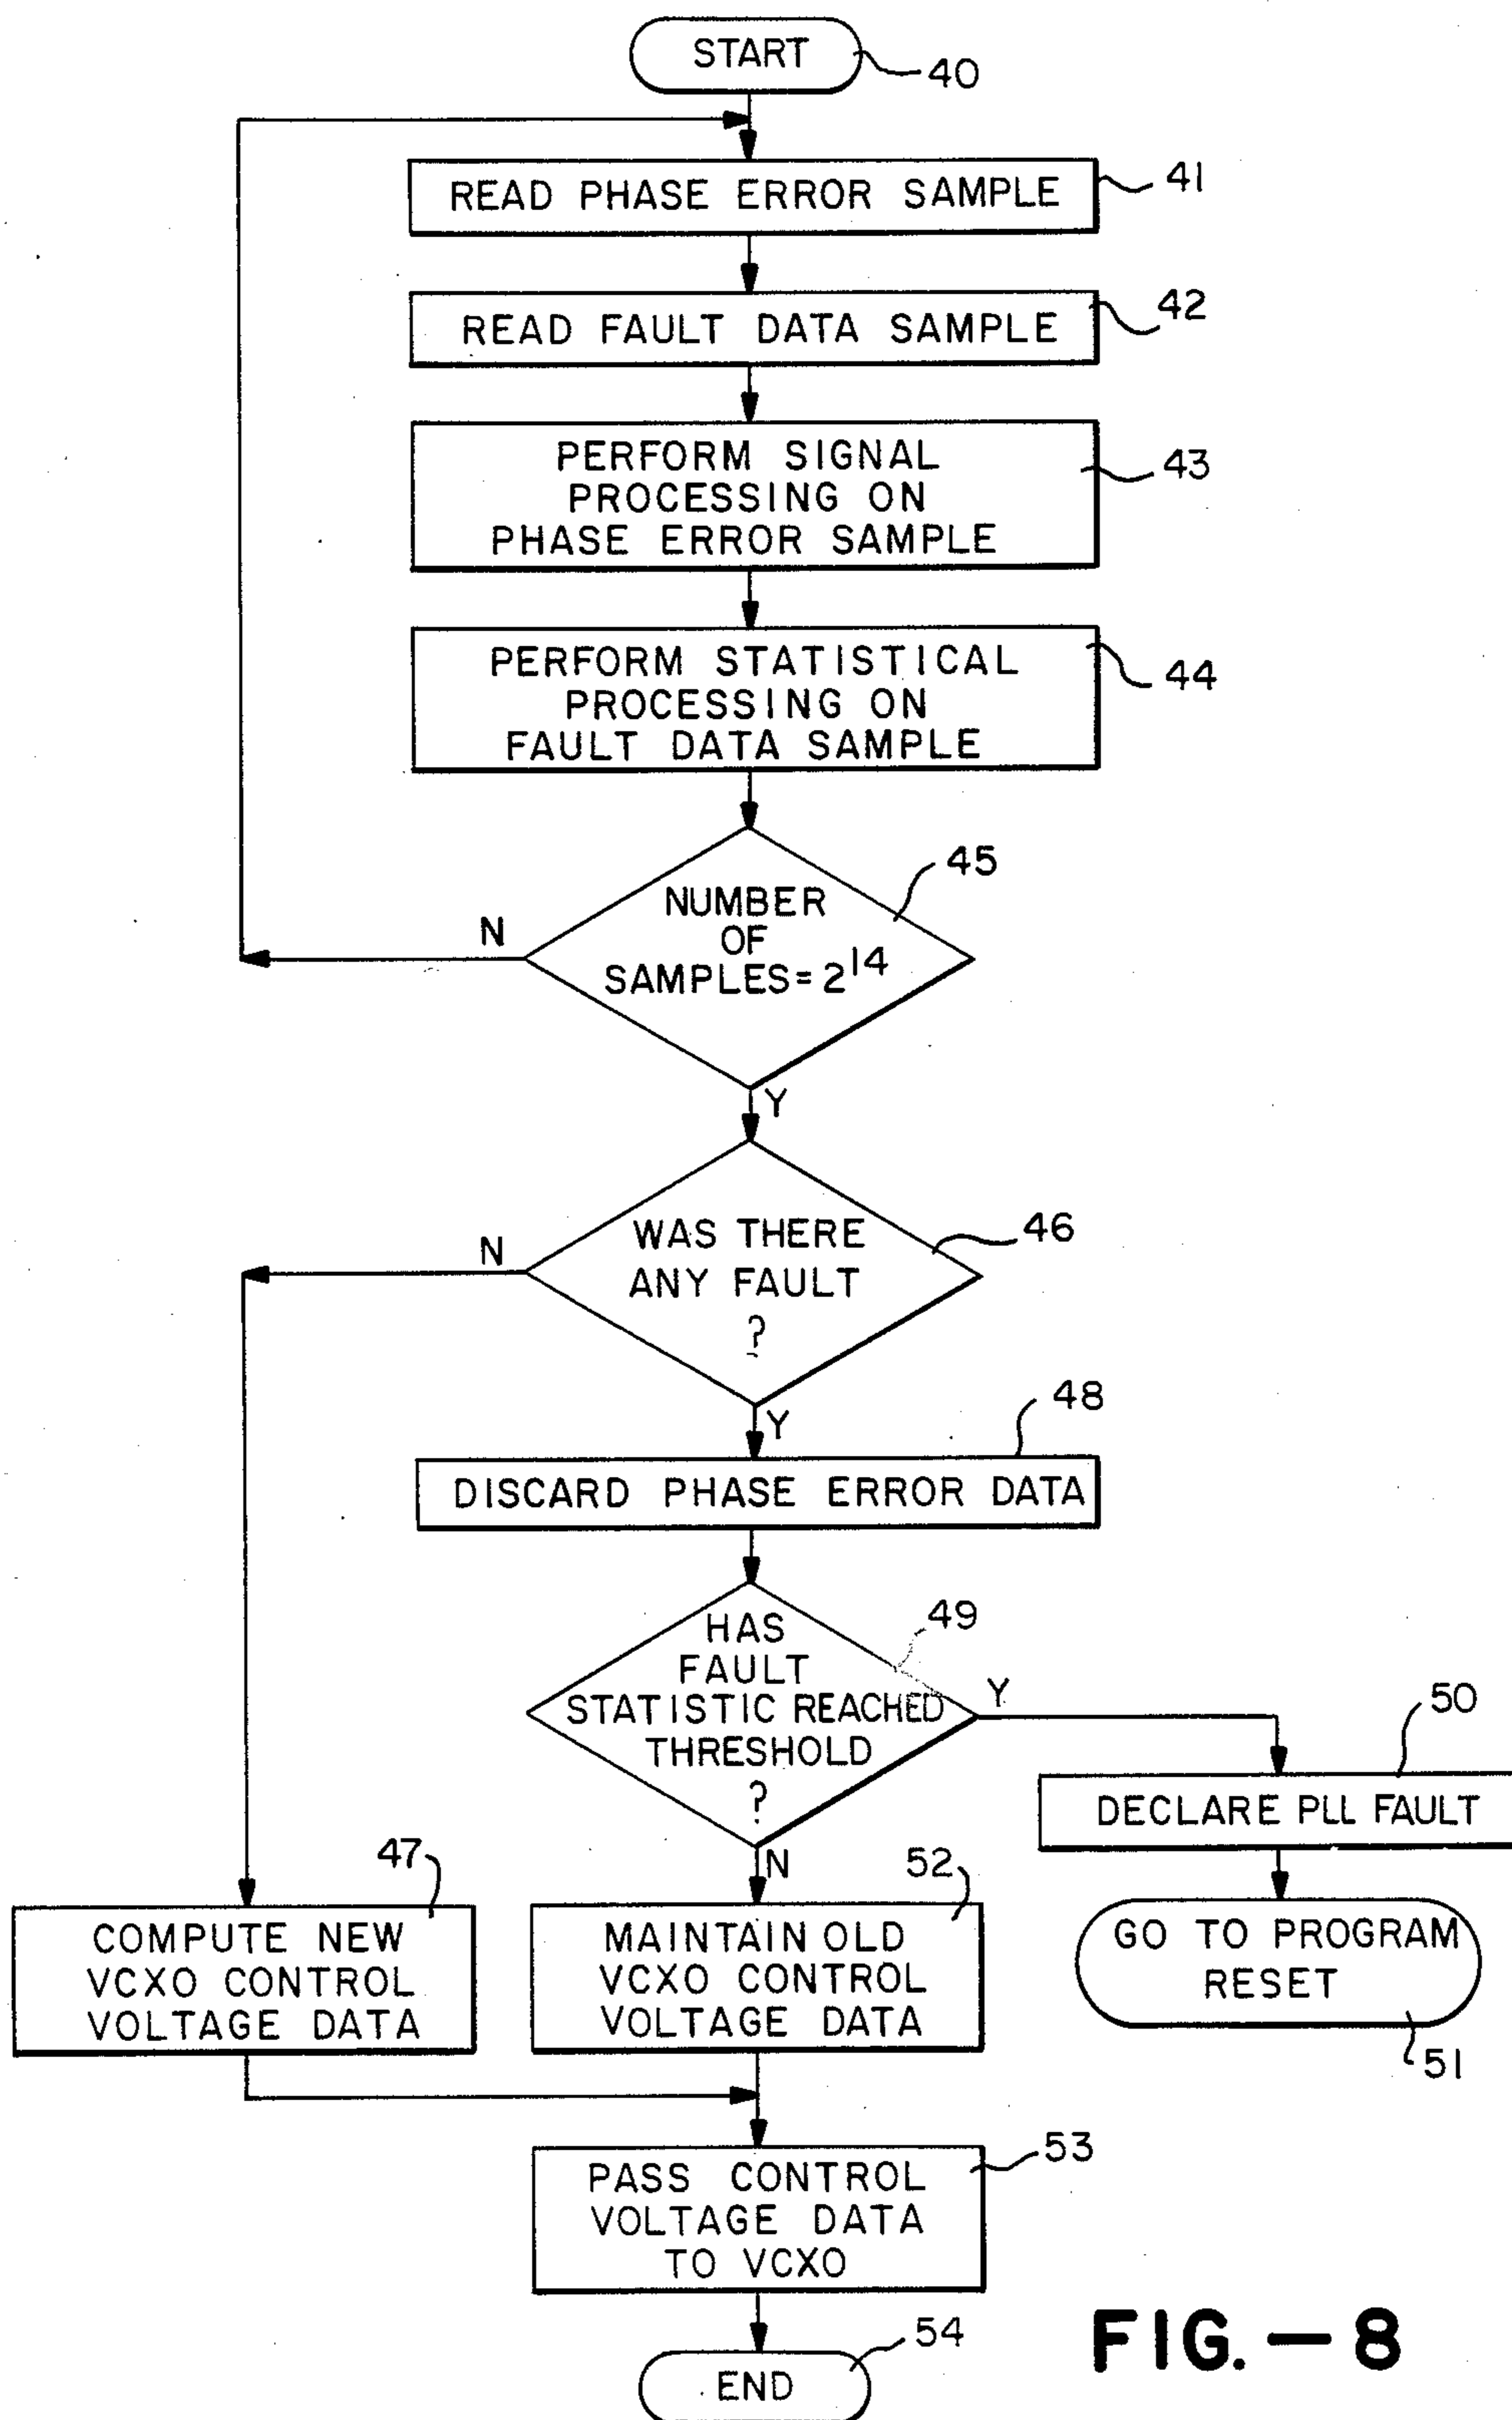 START
40
READ PHASE ERROR SAMPLE
41
READ FAULT DATA SAMPLE
42
PERFORM SIGNAL
PROCESSING ON
PHASE ERROR SAMPLE
43
PERFORM STATISTICAL
PROCESSING ON
FAULT DATA SAMPLE
44
NUMBER
OF
SAMPLES=2^14
45
N
Y
WAS THERE
ANY FAULT
?
46
N
Y
DISCARD PHASE ERROR DATA
48
HAS
FAULT
STATISTIC REACHED
THRESHOLD
?
49
Y
N
DECLARE PLL FAULT
50
GO TO PROGRAM
RESET
51
COMPUTE NEW
VCXO CONTROL
VOLTAGE DATA
47
MAINTAIN OLD
VCXO CONTROL
VOLTAGE DATA
52
PASS CONTROL
VOLTAGE DATA
TO VCXO
53
END
54
FIG.-8